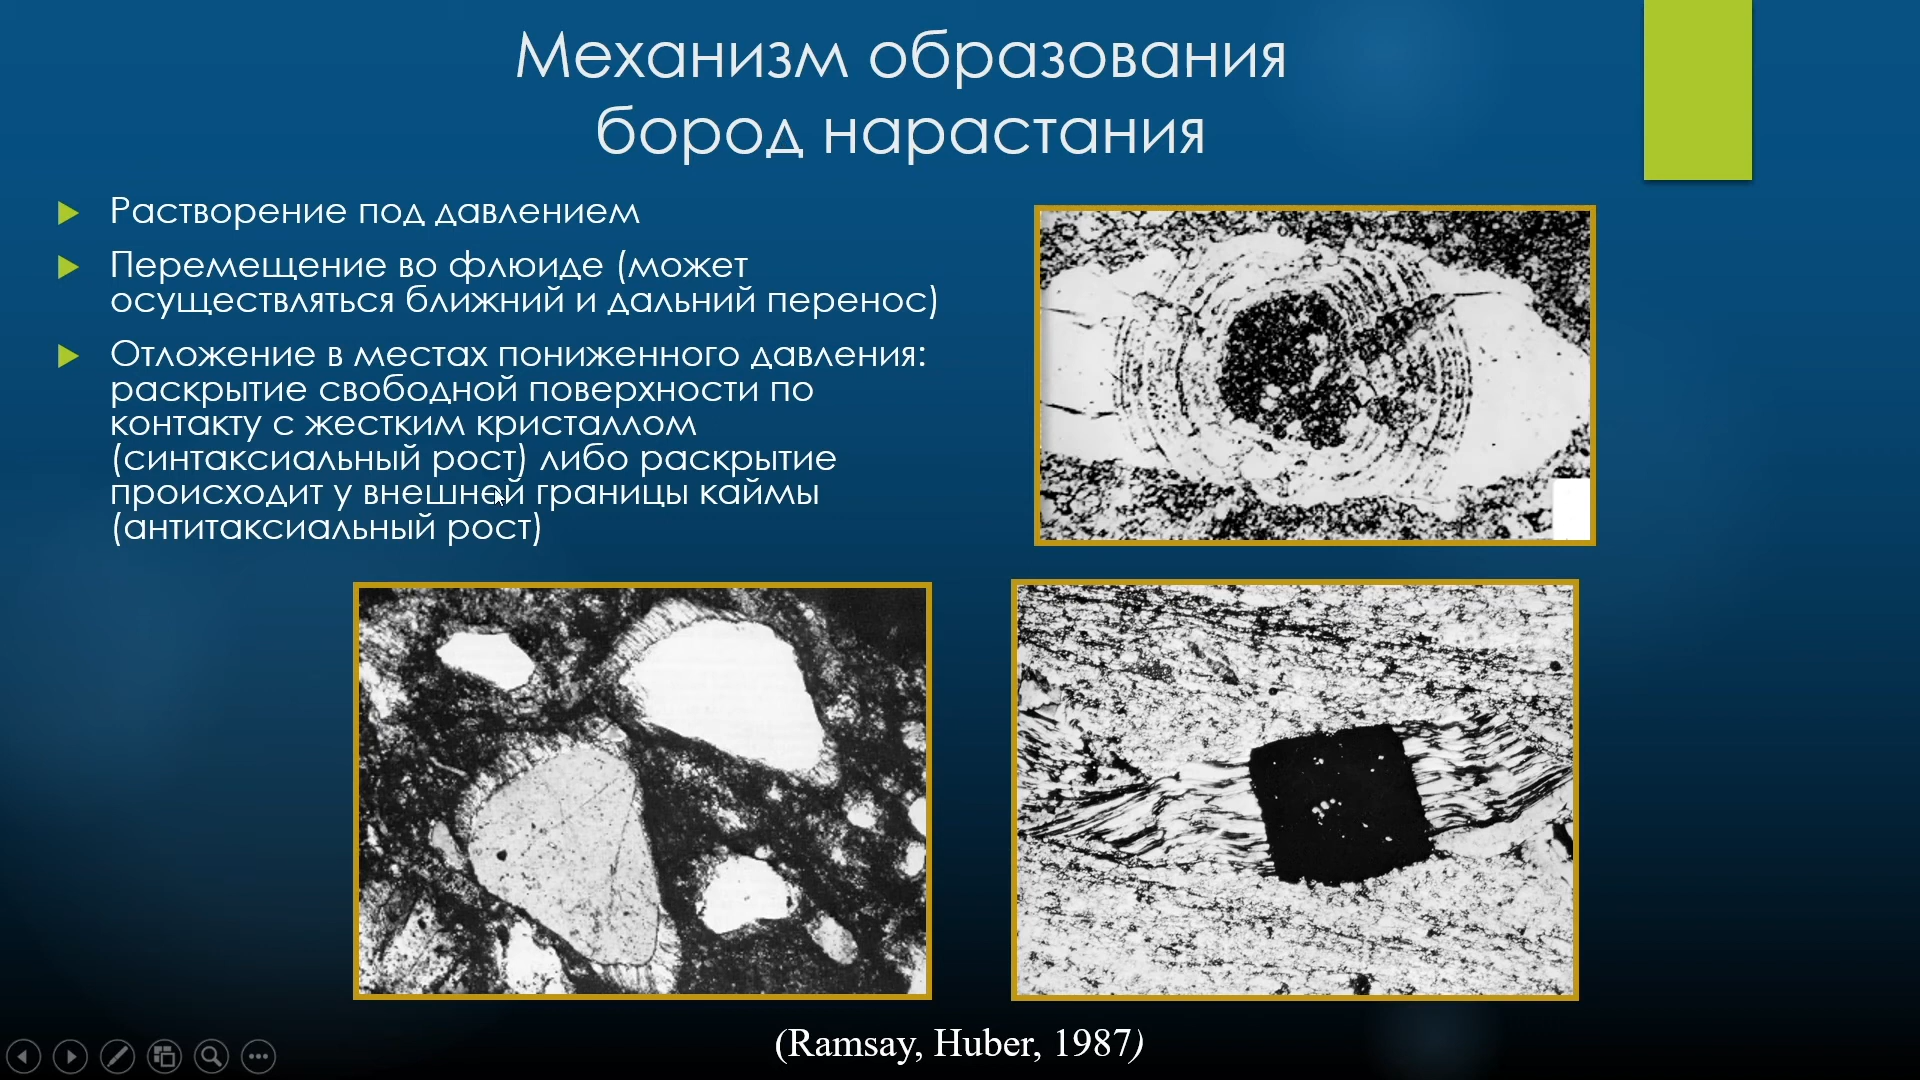 Механизм образования
бород нарастания
Растворение под давлением
Перемещение во флюиде (может
осуществляться ближний и дальний перенос)
Отложение в местах пониженного давления:
раскрытие свободной поверхности по
контакту с жестким кристаллом
(синтаксиальный рост) либо раскрытие
происходит у внешней границы каймы
(антитаксиальный рост)
(Ramsay, Huber, 1987)